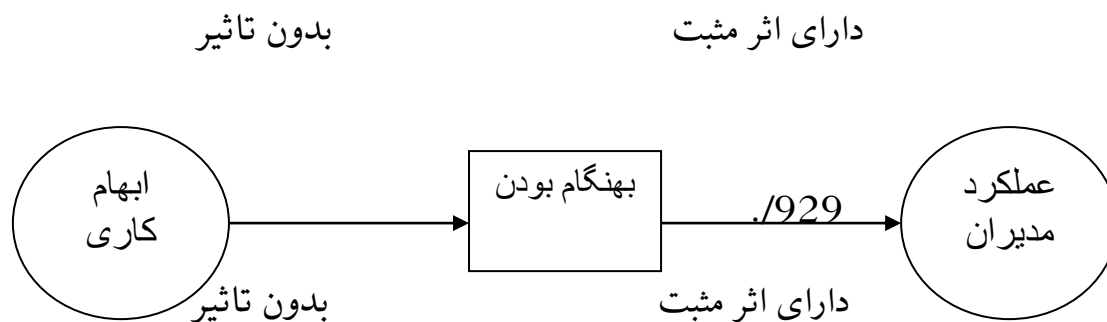 دارای اثر مثبت
بدون تاثیر
عملکرد
مدیران
./929
بهنگام بودن
ابهام
کاری
دارای اثر مثبت
بدون تاثیر